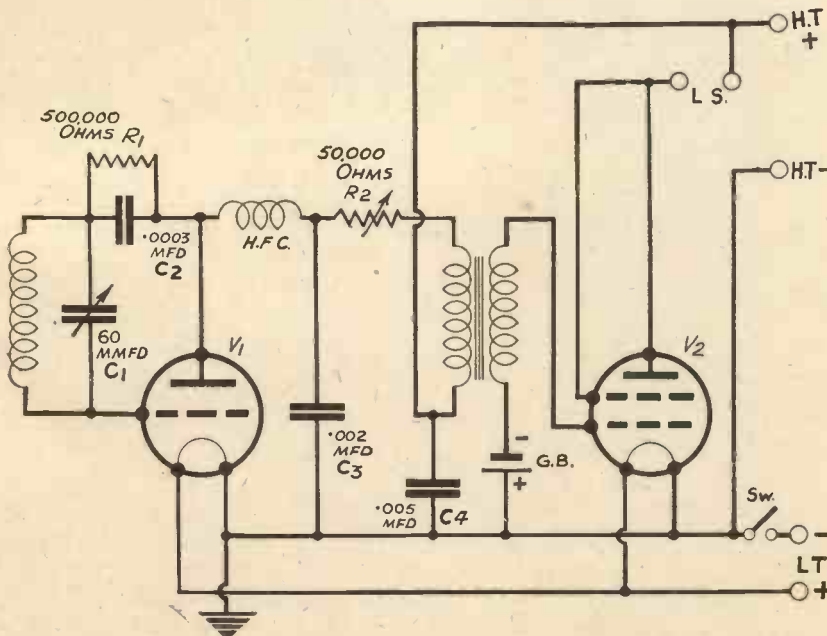 500,000
OHMS R1
.0003
MFD
C2
60
MMFD
C1
V1
H.F.C.
50,000
OHMS
R2
.002
MFD
C3
.005
MFD
C4
-
G.B.
+
V2
L S.
H.T
+
H.T-
Sw.
-
L T
+